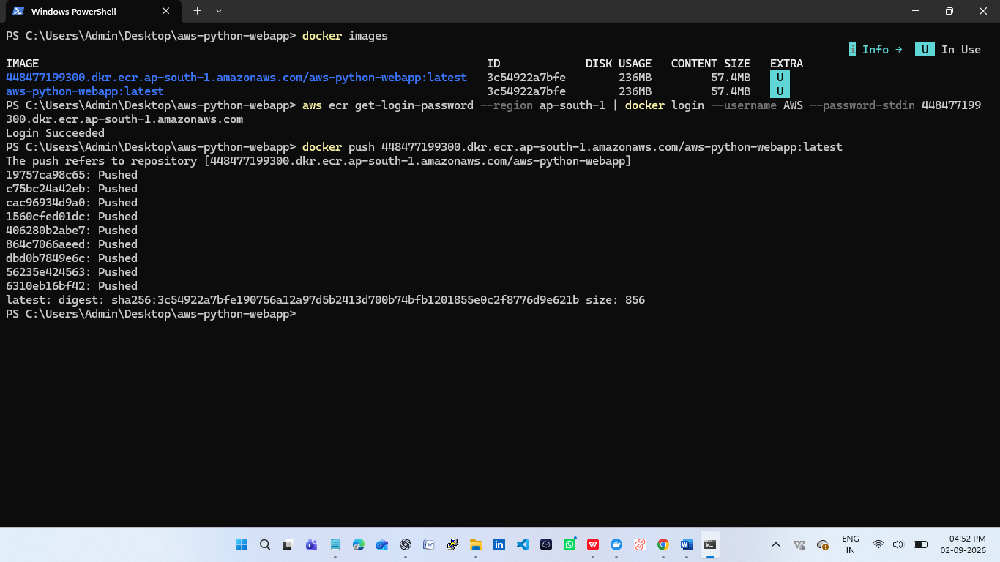 Windows PowerShell
PS C:\Users\Admin\Desktop\aws-python-webapp> docker images
i Info → U In Use
IMAGE ID DISK USAGE CONTENT SIZE EXTRA
448477199300.dkr.ecr.ap-south-1.amazonaws.com/aws-python-webapp:latest 3c54922a7bfe 236MB 57.4MB U
aws-python-webapp:latest 3c54922a7bfe 236MB 57.4MB U
PS C:\Users\Admin\Desktop\aws-python-webapp> aws ecr get-login-password --region ap-south-1 | docker login --username AWS --password-stdin 448477199
300.dkr.ecr.ap-south-1.amazonaws.com
Login Succeeded
PS C:\Users\Admin\Desktop\aws-python-webapp> docker push 448477199300.dkr.ecr.ap-south-1.amazonaws.com/aws-python-webapp:latest
The push refers to repository [448477199300.dkr.ecr.ap-south-1.amazonaws.com/aws-python-webapp]
19757ca98c65: Pushed
c75bc24a42eb: Pushed
cac96934d9a0: Pushed
1560cfed01dc: Pushed
406280b2abe7: Pushed
864c7066aeed: Pushed
dbd0b7849e6c: Pushed
56235e424563: Pushed
6310eb16bf42: Pushed
latest: digest: sha256:3c54922a7bfe190756a12a97d5b2413d700b74bfb1201855e0c2f8776d9e621b size: 856
PS C:\Users\Admin\Desktop\aws-python-webapp>
ENG
IN
04:52 PM
02-09-2026